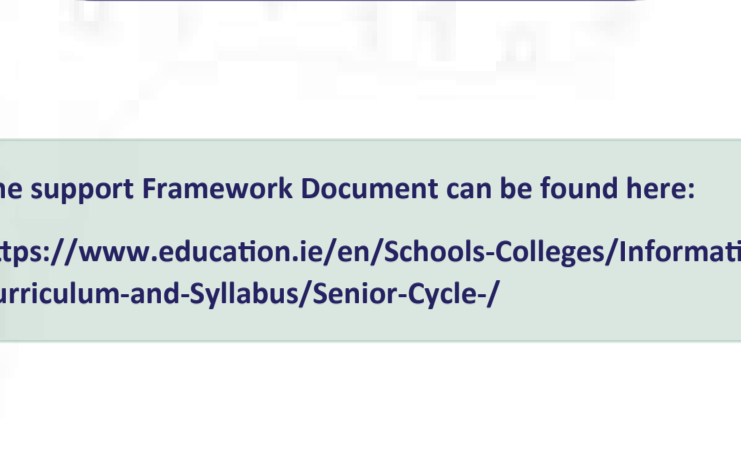 he support Framework Document can be found here:
ttps://www.education.ie/en/Schools-Colleges/Informati
urriculum-and-Syllabus/Senior-Cycle-/